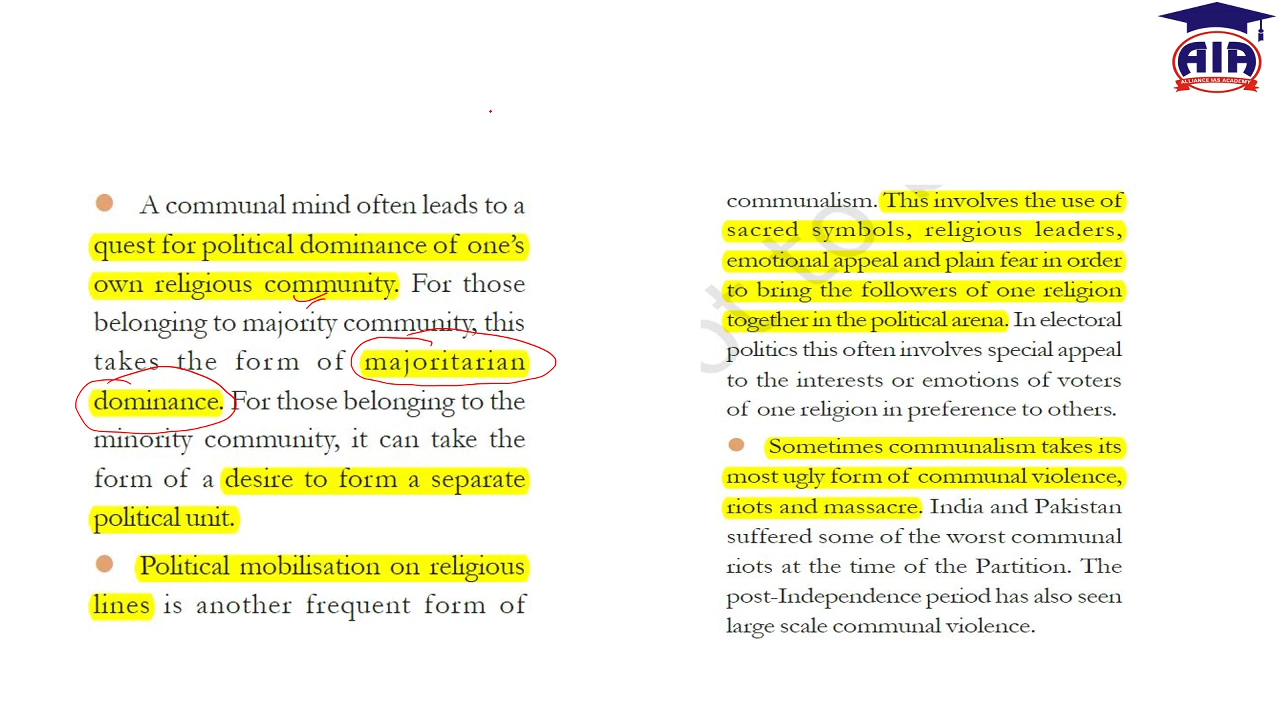 AIA
ALLIANCE IAS ACADEMY
A communal mind often leads to a
quest for political dominance of one's
own religious community. For those
belonging to majority community, this
takes the form of majoritarian
dominance. For those belonging to the
minority community, it can take the
form of a desire to form a separate
political unit.
Political mobilisation on religious
lines is another frequent form of
communalism. This involves the use of
sacred symbols, religious leaders,
emotional appeal and plain fear in order
to bring the followers of one religion
together in the political arena. In electoral
politics this often involves special appeal
to the interests or emotions of voters
of one religion in preference to others.
Sometimes communalism takes its
most ugly form of communal violence,
riots and massacre. India and Pakistan
suffered some of the worst communal
riots at the time of the Partition. The
post-Independence period has also seen
large scale communal violence.